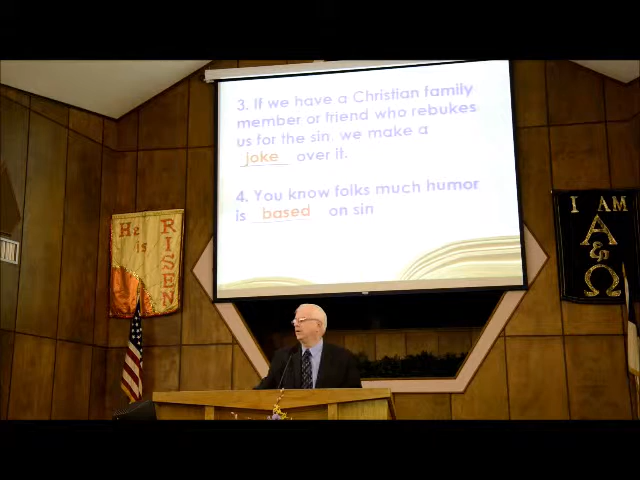 3. If we have a Christian family
member or friend who rebukes
us for the sin, we make a
joke over it.
4. You know folks much humor
is based on sin
He
is
RISEN
I AM
Α
&
Ω